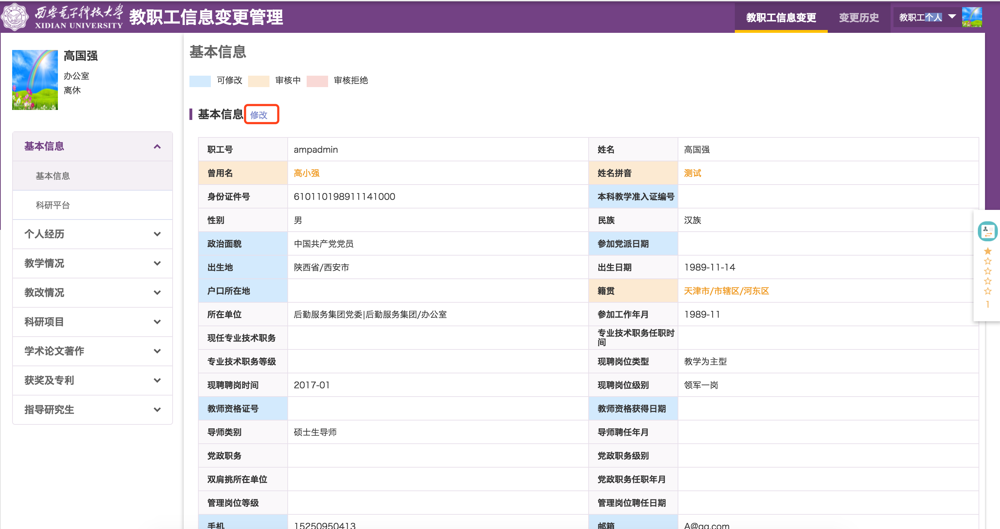 西安电子科技大学
XIDIAN UNIVERSITY
教职工信息变更管理
教职工信息变更
变更历史
教职工个人
高国强
办公室
离休
基本信息
基本信息
科研平台
个人经历
教学情况
教改情况
科研项目
学术论文著作
获奖及专利
指导研究生
基本信息
可修改 审核中 审核拒绝
基本信息 修改
职工号 ampadmin 姓名 高国强
曾用名 高小强 姓名拼音 测试
身份证件号 610110198911141000 本科教学准入证编号
性别 男 民族 汉族
政治面貌 中国共产党党员 参加党派日期
出生地 陕西省/西安市 出生日期 1989-11-14
户口所在地 籍贯 天津市/市辖区/河东区
所在单位 后勤服务集团党委|后勤服务集团/办公室 参加工作年月 1989-11
现任专业技术职务 专业技术职务任职时
间
专业技术职务等级 现聘岗位类型 教学为主型
现聘聘岗时间 2017-01 现聘岗位级别 领军一岗
教师资格证号 教师资格获得日期
导师类别 硕士生导师 导师聘任年月
党政职务 党政职务级别
双肩挑所在单位 党政职务任职年月
管理岗位等级 管理岗位聘任日期
手机 15250950413 邮箱 A@qq.com
1